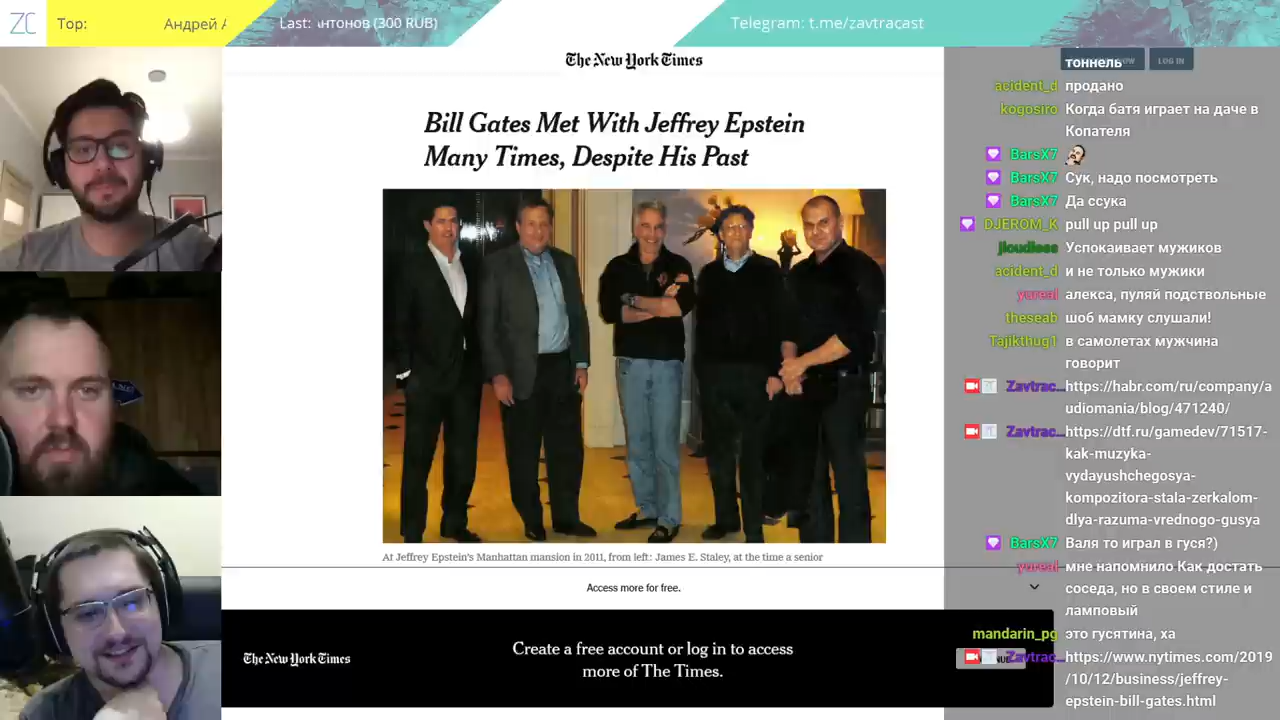 ZC
Top:
Андрей А
Last: нтонов (300 RUB)
Telegram: t.me/zavtracast
The New York Times
LOG IN
Bill Gates Met With Jeffrey Epstein
Many Times, Despite His Past
At Jeffrey Epstein's Manhattan mansion in 2011, from left: James E. Staley, at the time a senior
Access more for free.
The New York Times
Create a free account or log in to access
more of The Times.
тоннель
acident_d продано
kogosiro Когда батя играет на даче в
Копателя
BarsX7
BarsX7 Сук, надо посмотреть
BarsX7 Да ссука
DJEROM_K pull up pull up
jloudless Успокаивает мужиков
acident_d и не только мужики
yureal алекса, пуляй подствольные
theseab шоб мамку слушали!
Tajikthug1 в самолетах мужчина
говорит
Zavtrac... https://habr.com/ru/company/a
udiomania/blog/471240/
Zavtrac... https://dtf.ru/gamedev/71517-
kak-muzyka-
vydayushchegosya-
kompozitora-stala-zerkalom-
dlya-razuma-vrednogo-gusya
BarsX7 Валя то играл в гуся?)
yureal мне напомнило Как достать
соседа, но в своем стиле и
ламповый
mandarin_pg это гусятина, ха
Zavtrac... https://www.nytimes.com/2019
/10/12/business/jeffrey-
epstein-bill-gates.html